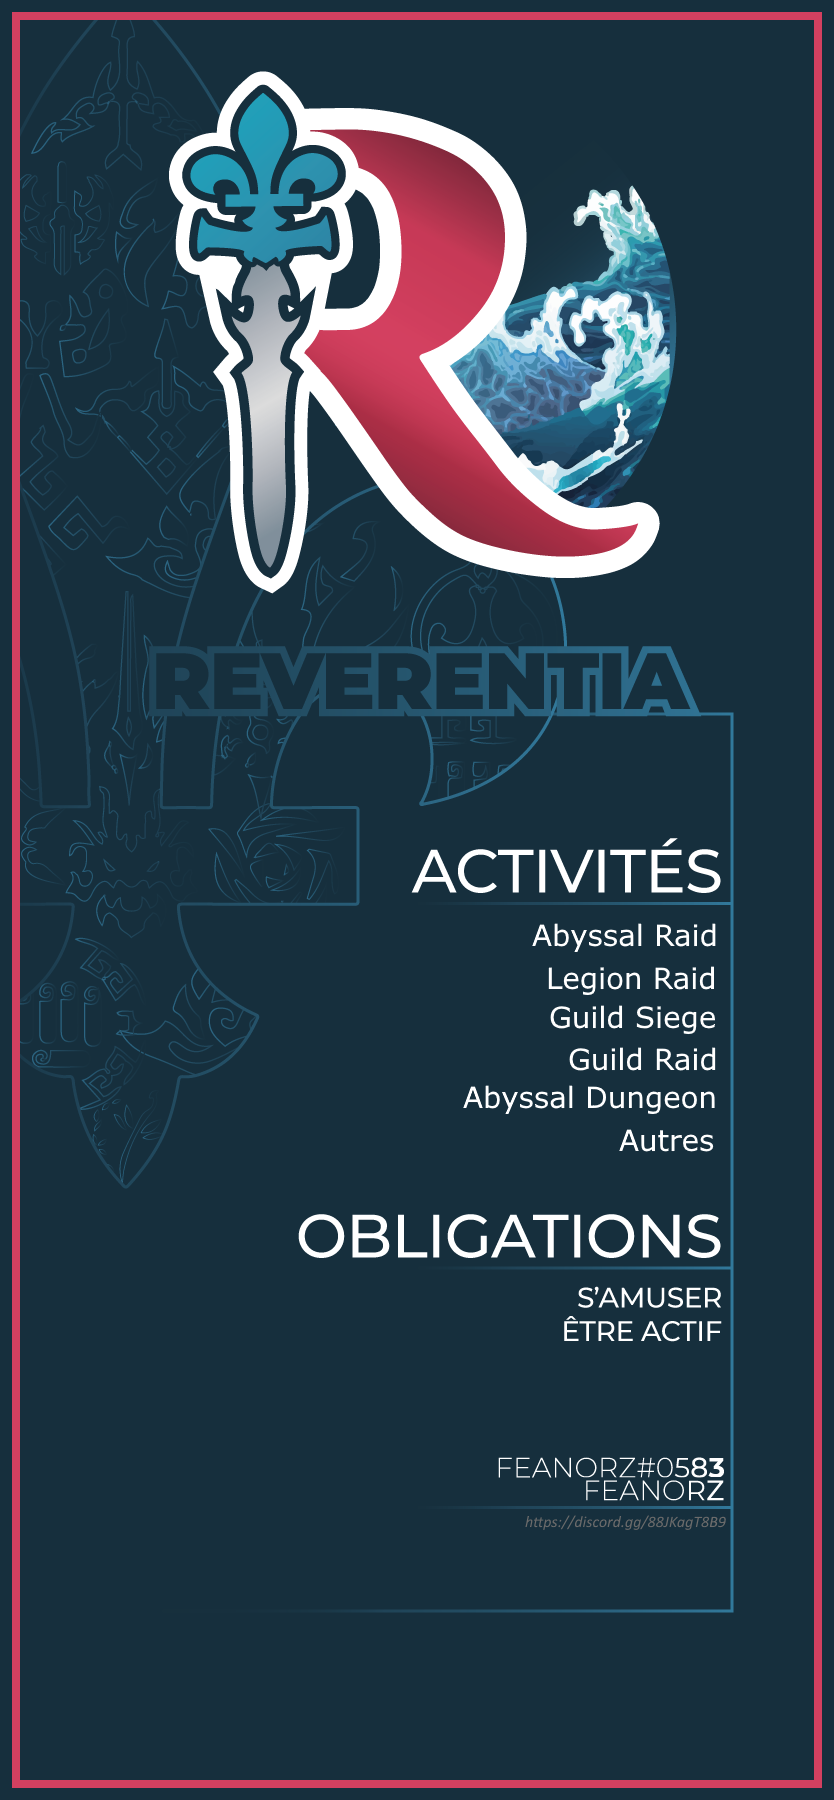 R
REVERENTIA
ACTIVITÉS
Abyssal Raid
Legion Raid
Guild Siege
Guild Raid
Abyssal Dungeon
Autres
OBLIGATIONS
S'AMUSER
ÊTRE ACTIF
FEANORZ#0583
FEANORZ
https://discord.gg/88JKagT8B9